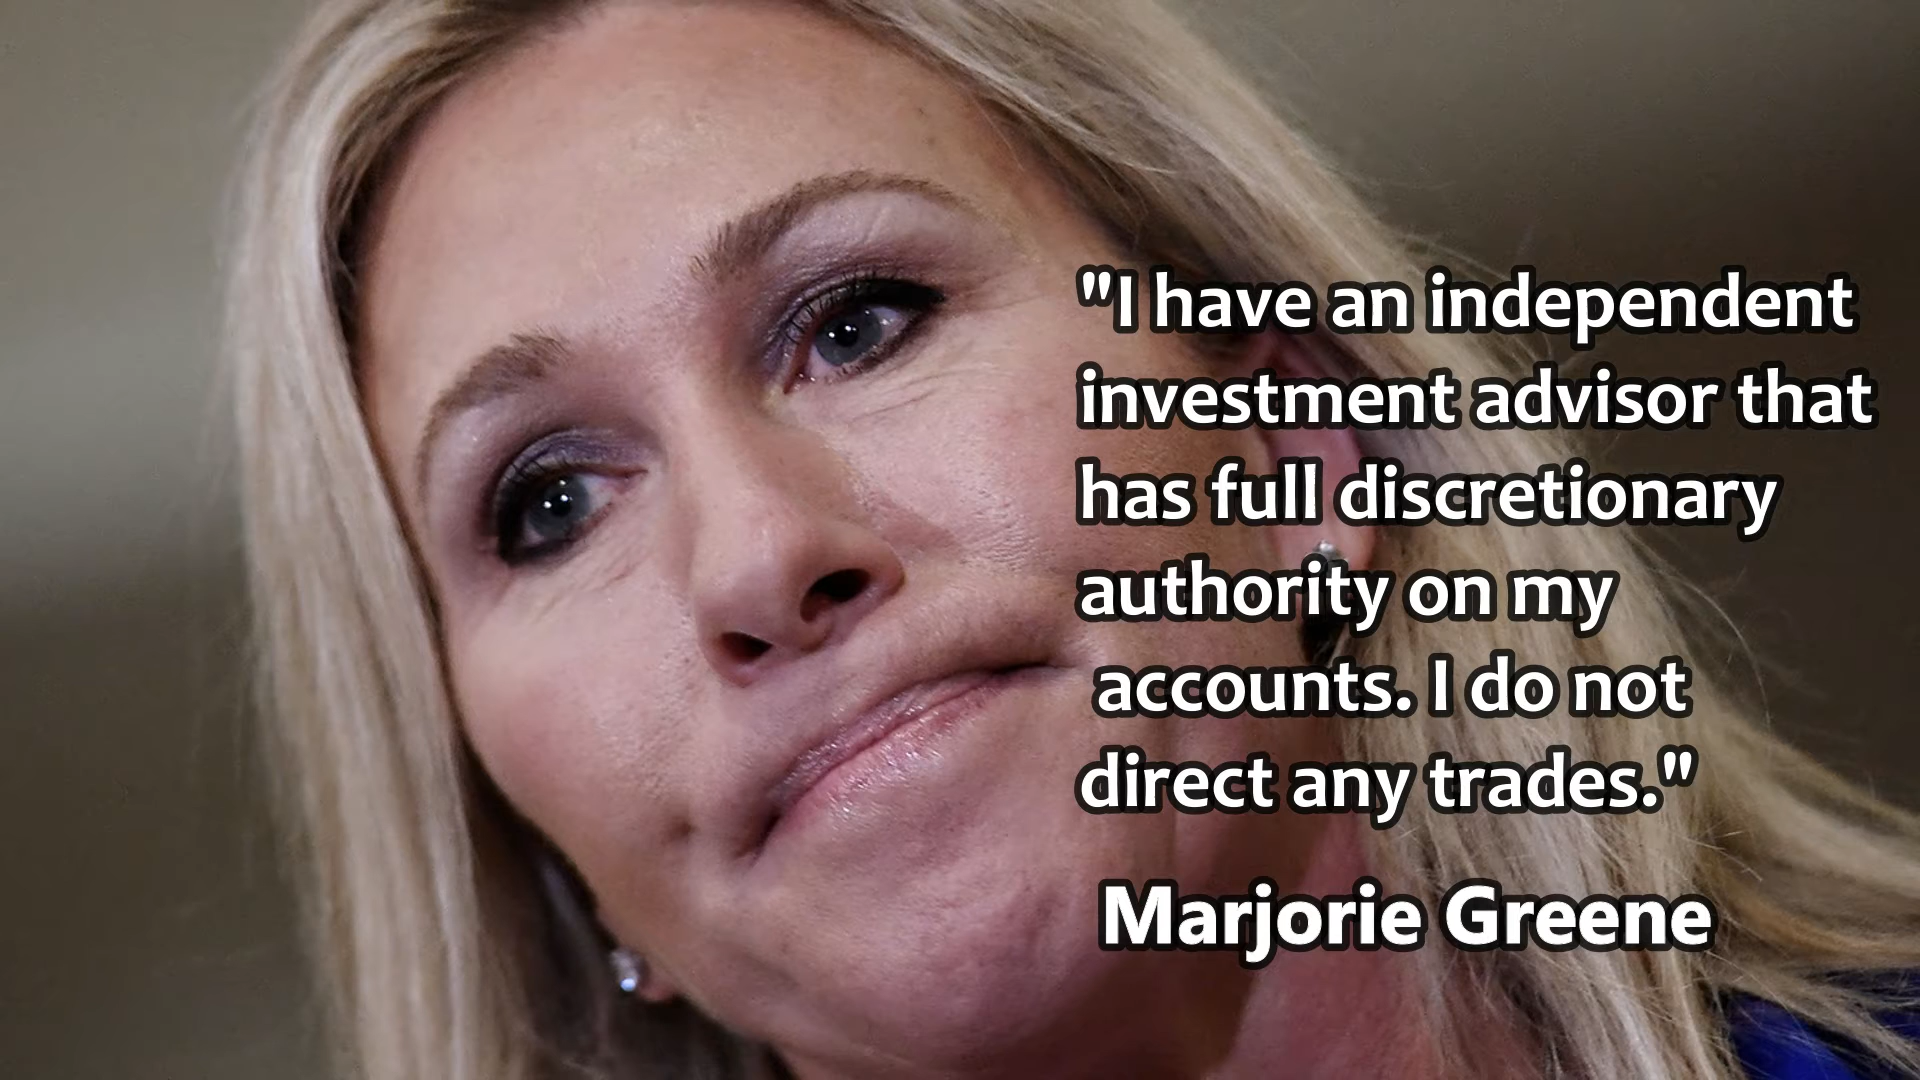 "I have an independent
investment advisor that
has full discretionary
authority on my
accounts. I do not
direct any trades."
Marjorie Greene